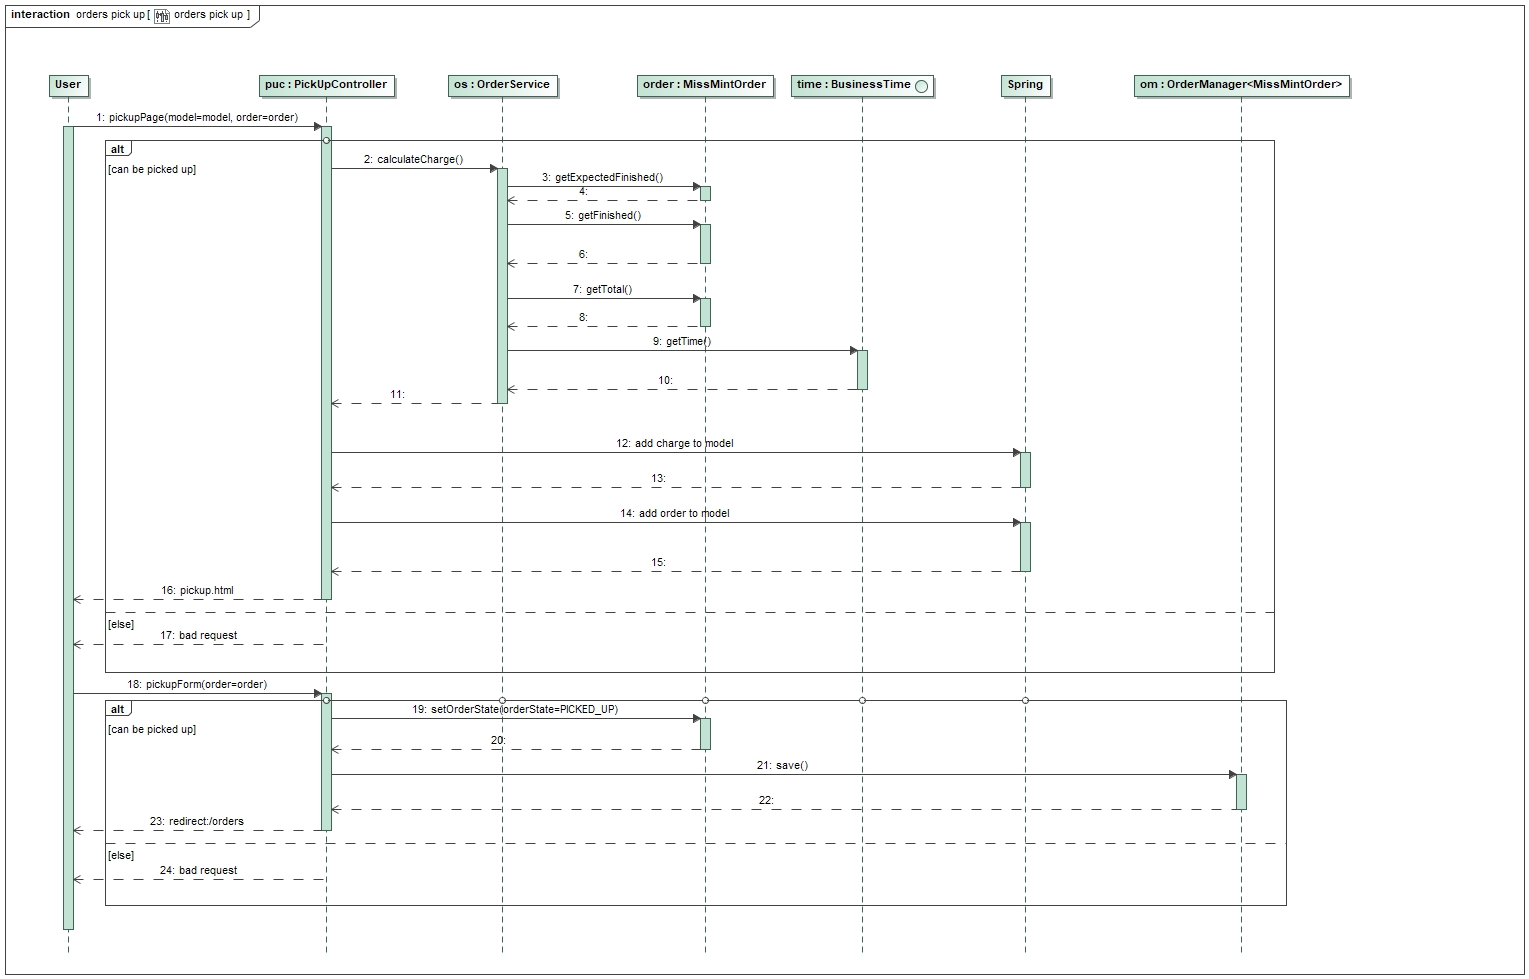 interaction orders pick up [ orders pick up ]
User
puc : PickUpController
os : OrderService
order : MissMintOrder
time : BusinessTime
Spring
om : OrderManager<MissMintOrder>
1: pickupPage(model=model, order=order)
alt
[can be picked up]
2: calculateCharge()
3: getExpectedFinished()
4:
5: getFinished()
6:
7: getTotal()
8:
9: getTime()
10:
11:
12: add charge to model
13:
14: add order to model
15:
16: pickup.html
[else]
17: bad request
18: pickupForm(order=order)
alt
19: setOrderState(orderState=PICKED_UP)
[can be picked up]
20:
21: save()
22:
23: redirect:/orders
[else]
24: bad request